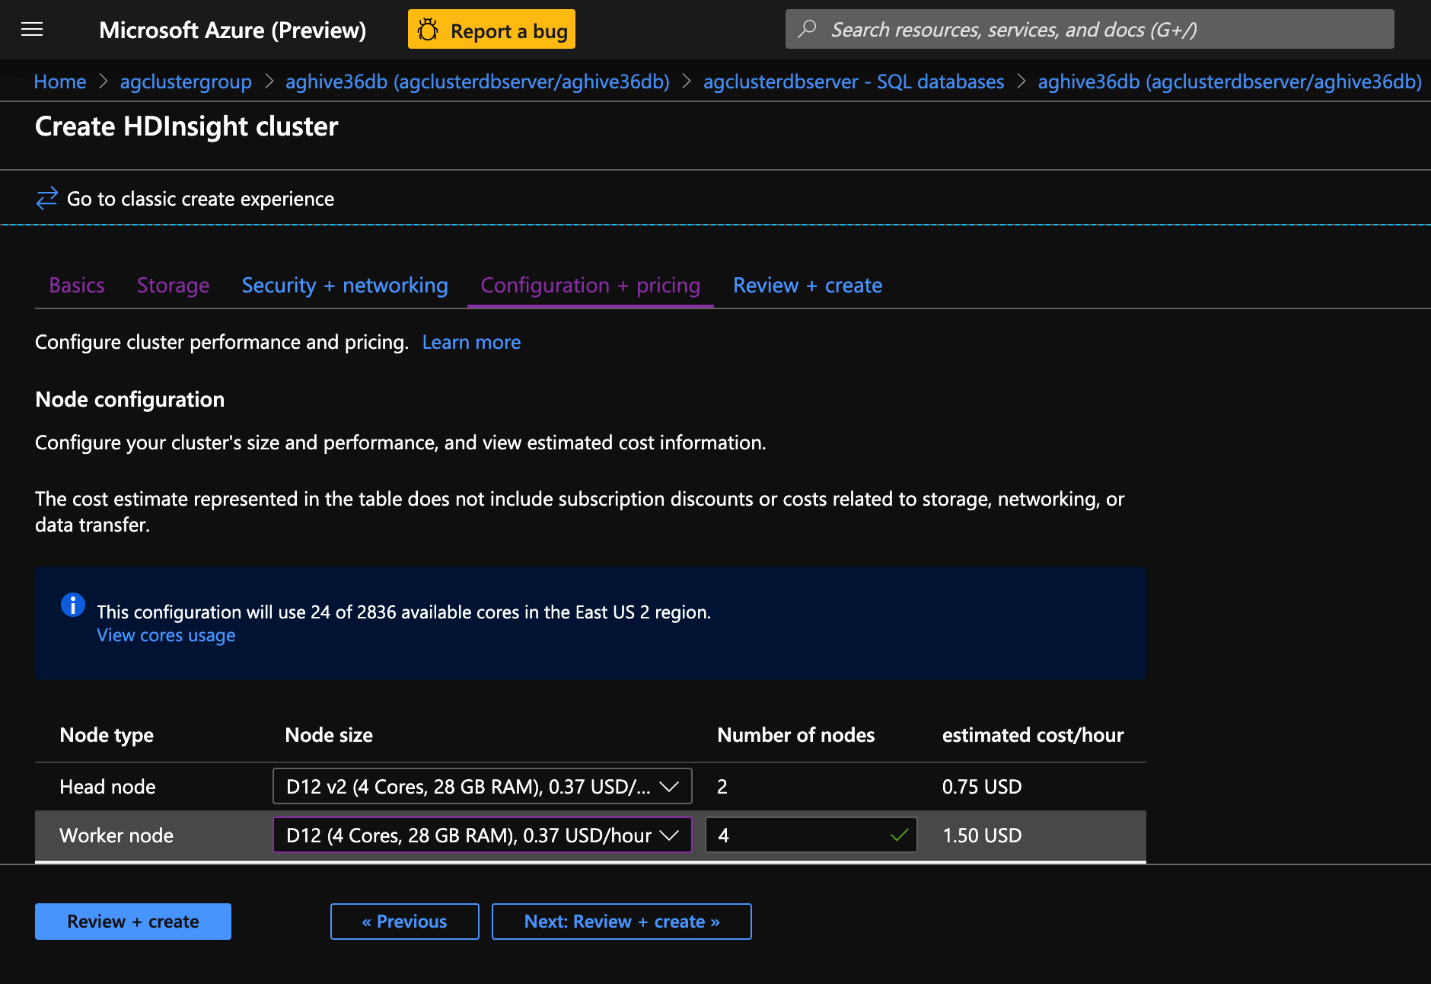 Microsoft Azure (Preview)
Report a bug
Search resources, services, and docs (G+/)
Home > agclustergroup > aghive36db (agclusterdbserver/aghive36db) > agclusterdbserver - SQL databases > aghive36db (agclusterdbserver/aghive36db)
Create HDInsight cluster
Go to classic create experience
Basics Storage Security + networking Configuration + pricing Review + create
Configure cluster performance and pricing. Learn more
Node configuration
Configure your cluster's size and performance, and view estimated cost information.
The cost estimate represented in the table does not include subscription discounts or costs related to storage, networking, or
data transfer.
This configuration will use 24 of 2836 available cores in the East US 2 region.
View cores usage
Node type Node size Number of nodes estimated cost/hour
Head node D12 v2 (4 Cores, 28 GB RAM), 0.37 USD/... 2 0.75 USD
Worker node D12 (4 Cores, 28 GB RAM), 0.37 USD/hour 4 1.50 USD
Review + create « Previous Next: Review + create »